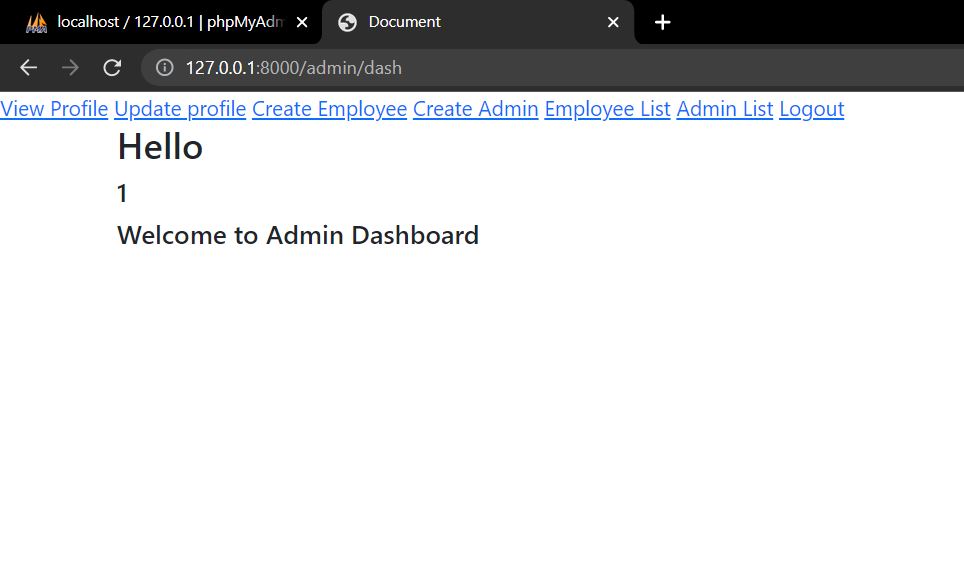 localhost / 127.0.0.1 | phpMyAdm
Document
127.0.0.1:8000/admin/dash
View Profile Update profile Create Employee Create Admin Employee List Admin List Logout
Hello
1
Welcome to Admin Dashboard